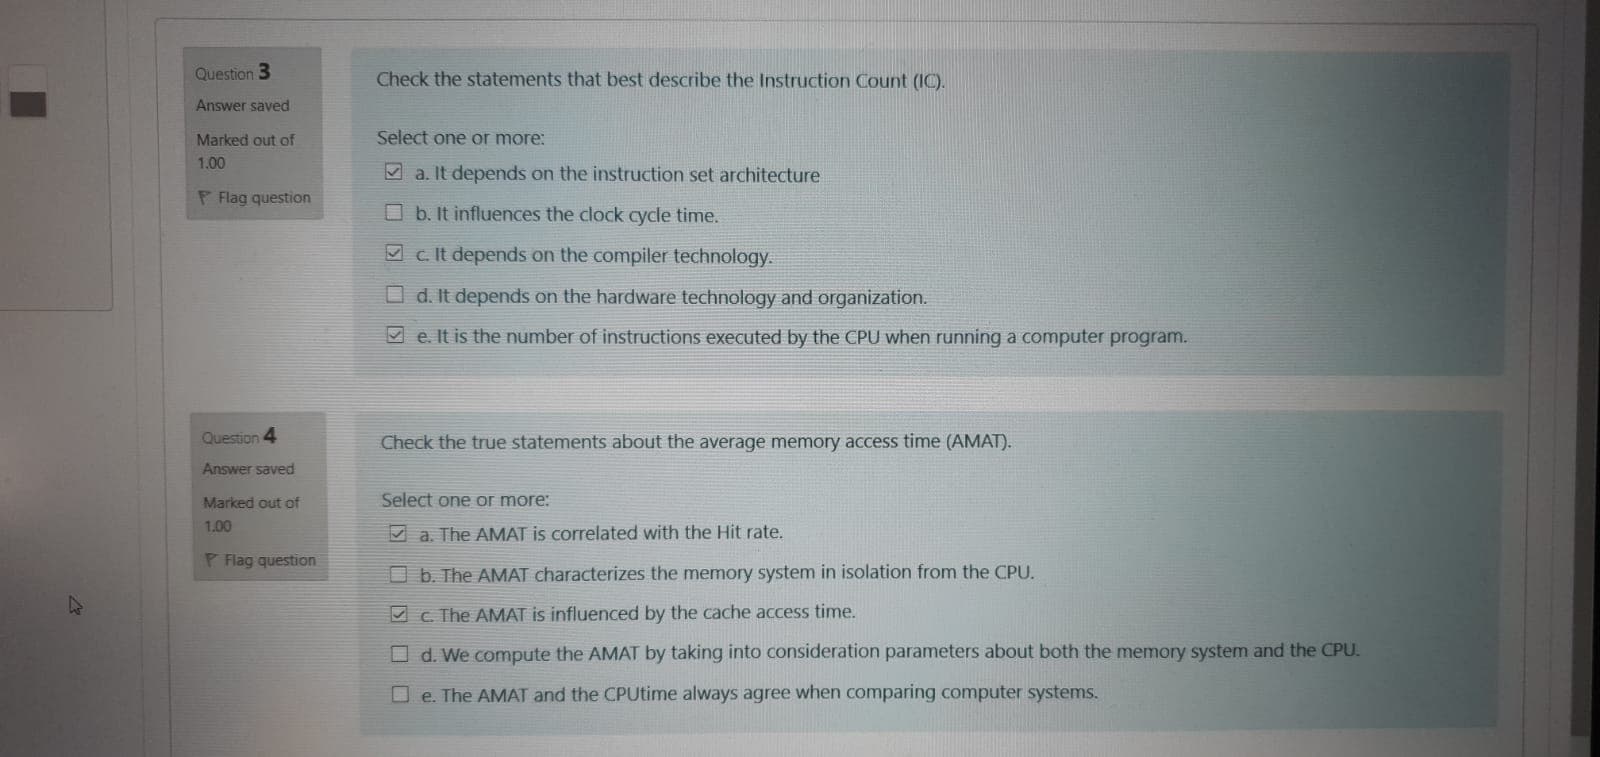 Question 3
Answer saved
Marked out of
1.00
Flag question
Check the statements that best describe the Instruction Count (IC).
Select one or more:
a. It depends on the instruction set architecture
b. It influences the clock cycle time.
c. It depends on the compiler technology.
d. It depends on the hardware technology and organization.
e. It is the number of instructions executed by the CPU when running a computer program.
Question 4
Answer saved
Marked out of
1.00
Flag question
Check the true statements about the average memory access time (AMAT).
Select one or more:
a. The AMAT is correlated with the Hit rate.
b. The AMAT characterizes the memory system in isolation from the CPU.
c. The AMAT is influenced by the cache access time.
d. We compute the AMAT by taking into consideration parameters about both the memory system and the CPU.
e. The AMAT and the CPUtime always agree when comparing computer systems.